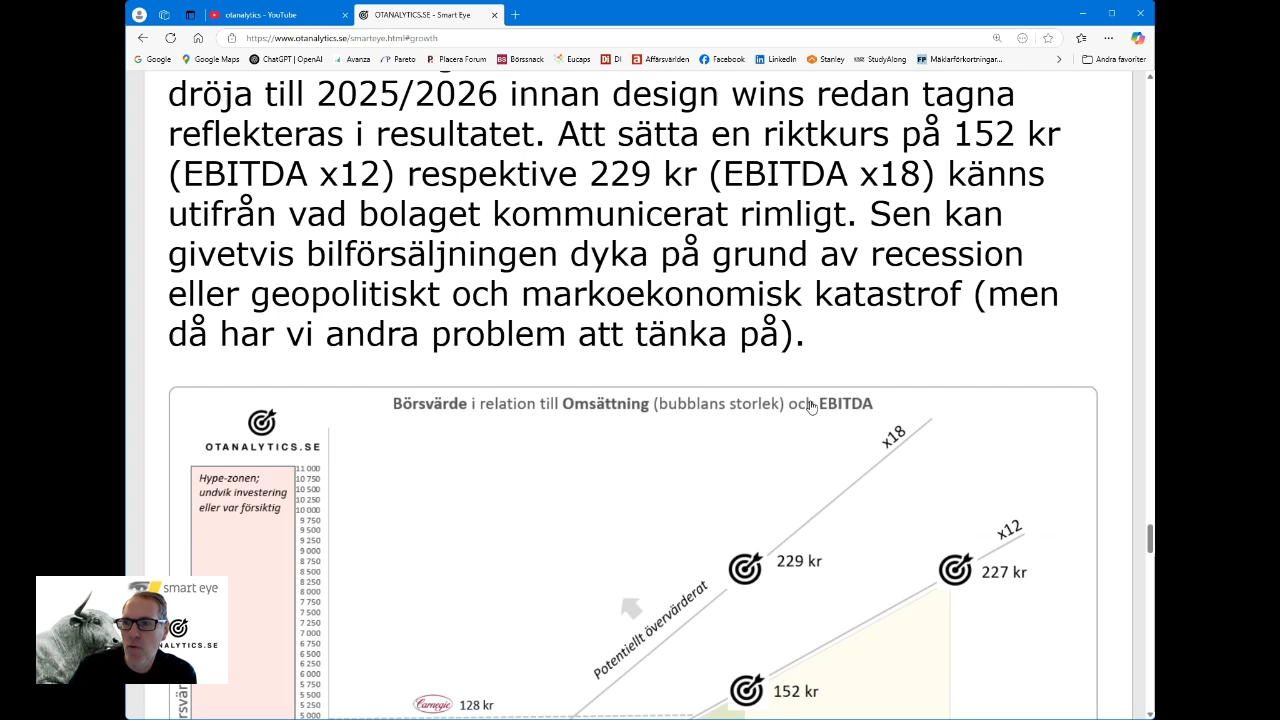 otanalytics - YouTube
OTANALYTICS.SE - Smart Eye
https://www.otanalytics.se/smarteye.html#growth
Google
Google Maps
ChatGPT | OpenAI
Avanza
Pareto
Placera Forum
BS Börssnack
Eucaps
DI DI
Affärsvärlden
Facebook
LinkedIn
Stanley
StudyAlong
Mäklarförkortningar...
Andra favoriter
dröja till 2025/2026 innan design wins redan tagna
reflekteras i resultatet. Att sätta en riktkurs på 152 kr
(EBITDA x12) respektive 229 kr (EBITDA x18) känns
utifrån vad bolaget kommunicerat rimligt. Sen kan
givetvis bilförsäljningen dyka på grund av recession
eller geopolitiskt och markoekonomisk katastrof (men
då har vi andra problem att tänka på).
Börsvärde i relation till Omsättning (bubblans storlek) och EBITDA
OTANALYTICS.SE
x18
Hype-zonen;
undvik investering
eller var försiktig
11 000
10 750
10 500
10 250
10 000
9 750
9 500
9 250
9 000
8 750
8 500
8 250
8 000
7 750
7 500
7 250
7 000
6 750
6 500
6 250
6 000
5 750
5 500
5 250
5 000
x12
229 kr
227 kr
Potentiellt övervärderat
152 kr
Carnegie 128 kr
smart eye